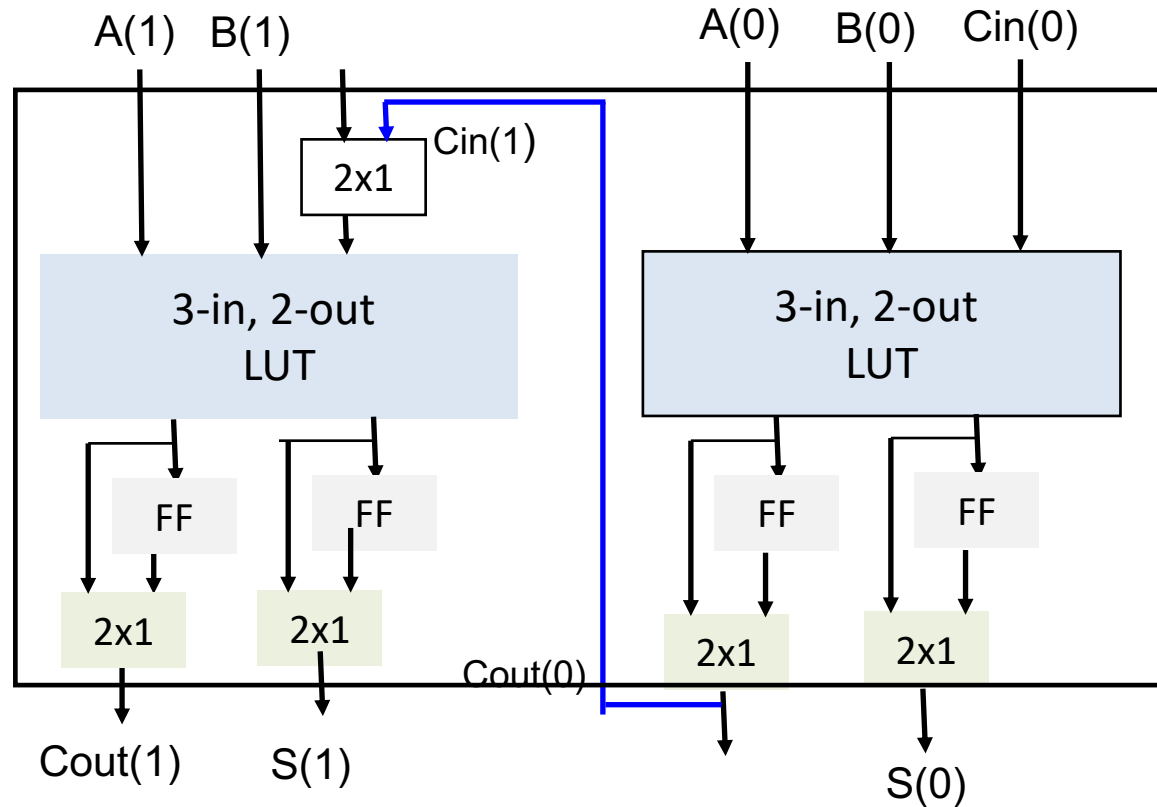 A(1)
B(1)
A(0)
B(0)
Cin(0)
Cin(1)
2x1
3-in, 2-out
LUT
3-in, 2-out
LUT
FF
FF
FF
FF
2x1
2x1
2x1
2x1
Cout(0)
Cout(1)
S(1)
S(0)